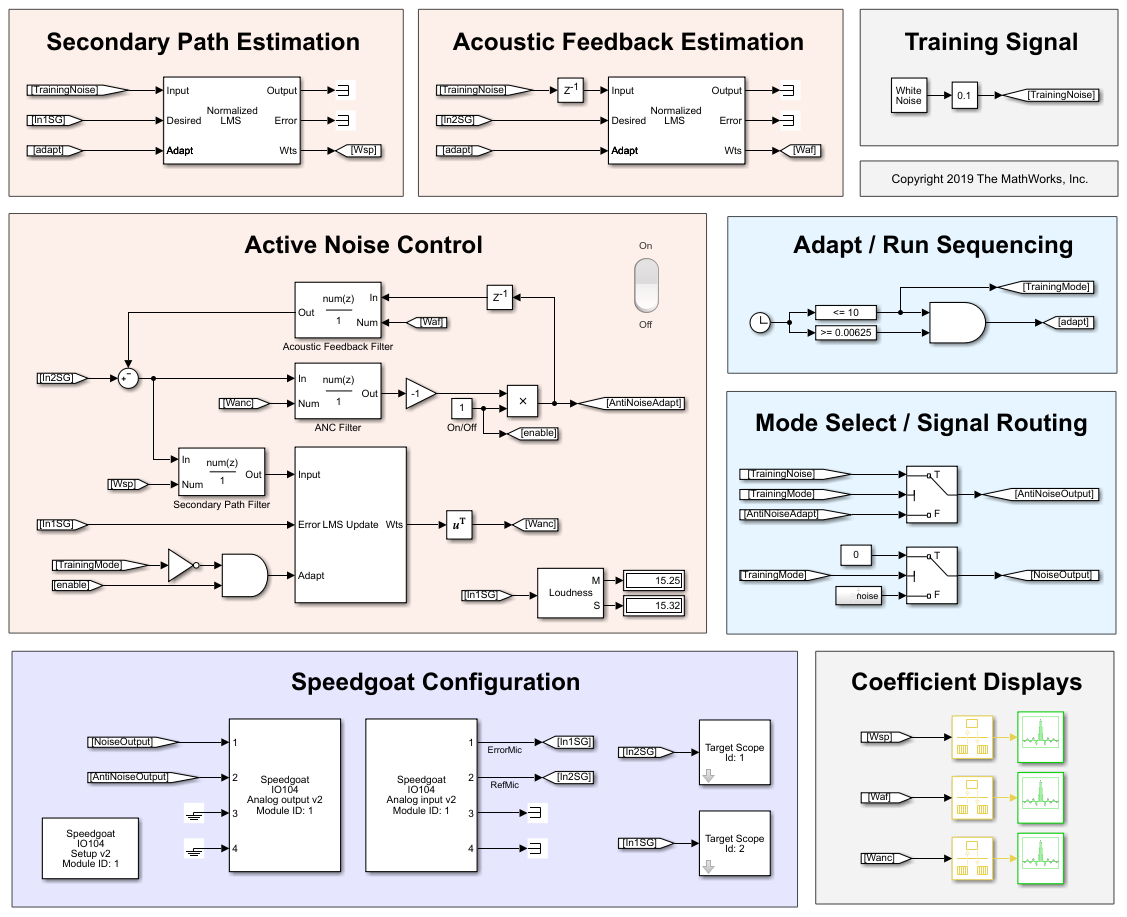 Secondary Path Estimation
[TrainingNoise]
[In1SG]
[adapt]
Input
Desired
Adapt
Normalized
LMS
Output
Error
Wts
[Wsp]
Acoustic Feedback Estimation
[TrainingNoise]
Z-1
[In2SG]
[adapt]
Input
Desired
Adapt
Normalized
LMS
Output
Error
Wts
[Waf]
Training Signal
White
Noise
0.1
[TrainingNoise]
Copyright 2019 The MathWorks, Inc.
Active Noise Control
On
Off
Out
num(z)
1
In
Num
Acoustic Feedback Filter
Z-1
[Waf]
[In2SG]
+
-
[Wanc]
In
Num
num(z)
1
Out
ANC Filter
-1
1
On/Off
×
[enable]
[AntiNoiseAdapt]
[Wsp]
In
Num
num(z)
1
Out
Secondary Path Filter
[In1SG]
[TrainingMode]
[enable]
Input
Error
LMS Update
Wts
Adapt
uT
[Wanc]
[In1SG]
Loudness
M
S
15.25
15.32
Adapt / Run Sequencing
<= 10
>= 0.00625
[TrainingMode]
[adapt]
Mode Select / Signal Routing
[TrainingNoise]
[TrainingMode]
[AntiNoiseAdapt]
T
F
[AntiNoiseOutput]
0
[TrainingMode]
noise
T
F
[NoiseOutput]
Speedgoat Configuration
[NoiseOutput]
[AntiNoiseOutput]
1
2
3
4
Speedgoat
IO104
Analog output v2
Module ID: 1
Speedgoat
IO104
Setup v2
Module ID: 1
Speedgoat
IO104
Analog input v2
Module ID: 1
1
2
3
4
ErrorMic
RefMic
[In1SG]
[In2SG]
[In2SG]
Target Scope
Id: 1
[In1SG]
Target Scope
Id: 2
Coefficient Displays
[Wsp]
[Waf]
[Wanc]